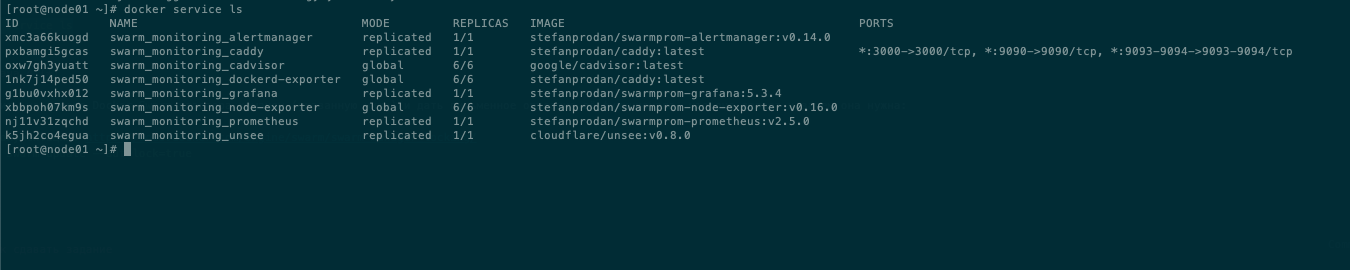 [root@node01 ~]# docker service ls
ID NAME MODE REPLICAS IMAGE PORTS
xmc3a66kuogd swarm_monitoring_alertmanager replicated 1/1 stefanprodan/swarmprom-alertmanager:v0.14.0
pxbamgi5gcas swarm_monitoring_caddy replicated 1/1 stefanprodan/caddy:latest *:3000->3000/tcp, *:9090->9090/tcp, *:9093-9094->9093-9094/tcp
oxw7gh3yuatt swarm_monitoring_cadvisor global 6/6 google/cadvisor:latest
1nk7j14ped50 swarm_monitoring_dockerd-exporter global 6/6 stefanprodan/caddy:latest
g1bu0vxhx012 swarm_monitoring_grafana replicated 1/1 stefanprodan/swarmprom-grafana:5.3.4
xbbpoh07km9s swarm_monitoring_node-exporter global 6/6 stefanprodan/swarmprom-node-exporter:v0.16.0
nj11v31zqchd swarm_monitoring_prometheus replicated 1/1 stefanprodan/swarmprom-prometheus:v2.5.0
k5jh2co4egua swarm_monitoring_unsee replicated 1/1 cloudflare/unsee:v0.8.0
[root@node01 ~]#